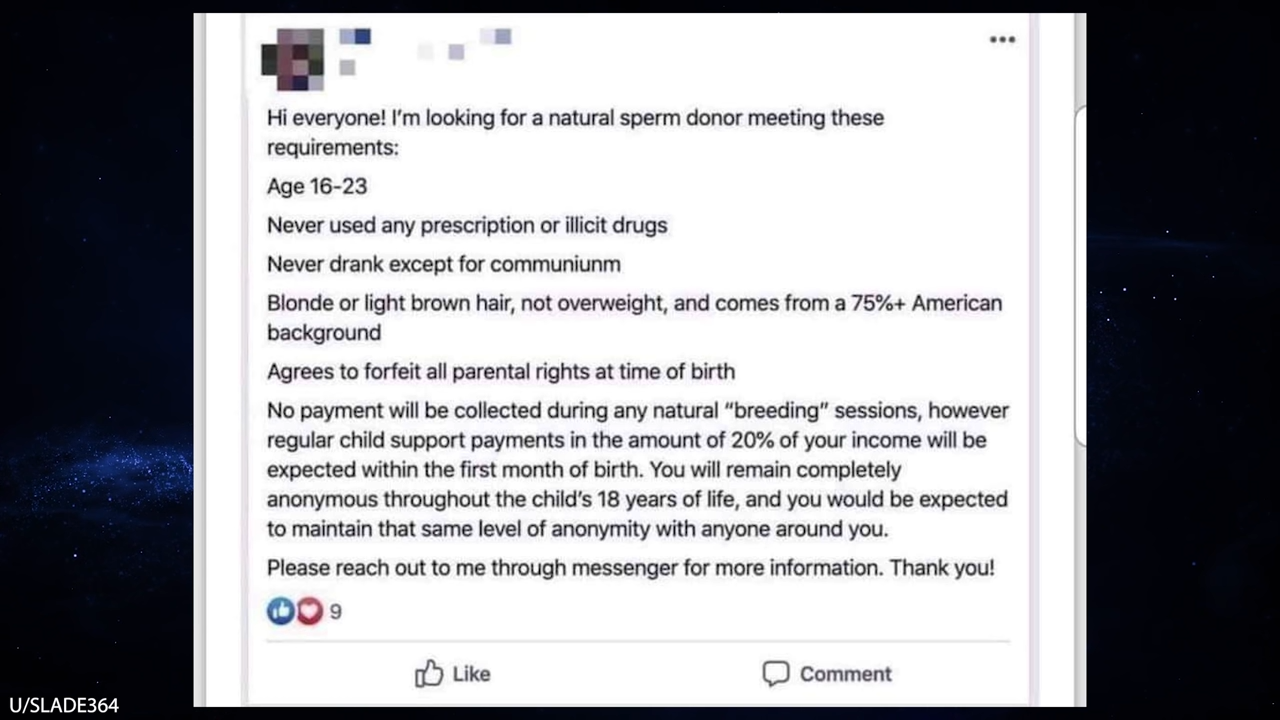 Hi everyone! I'm looking for a natural sperm donor meeting these
requirements:
Age 16-23
Never used any prescription or illicit drugs
Never drank except for communiunm
Blonde or light brown hair, not overweight, and comes from a 75%+ American
background
Agrees to forfeit all parental rights at time of birth
No payment will be collected during any natural “breeding” sessions, however
regular child support payments in the amount of 20% of your income will be
expected within the first month of birth. You will remain completely
anonymous throughout the child's 18 years of life, and you would be expected
to maintain that same level of anonymity with anyone around you.
Please reach out to me through messenger for more information. Thank you!
9
Like Comment
U/SLADE364